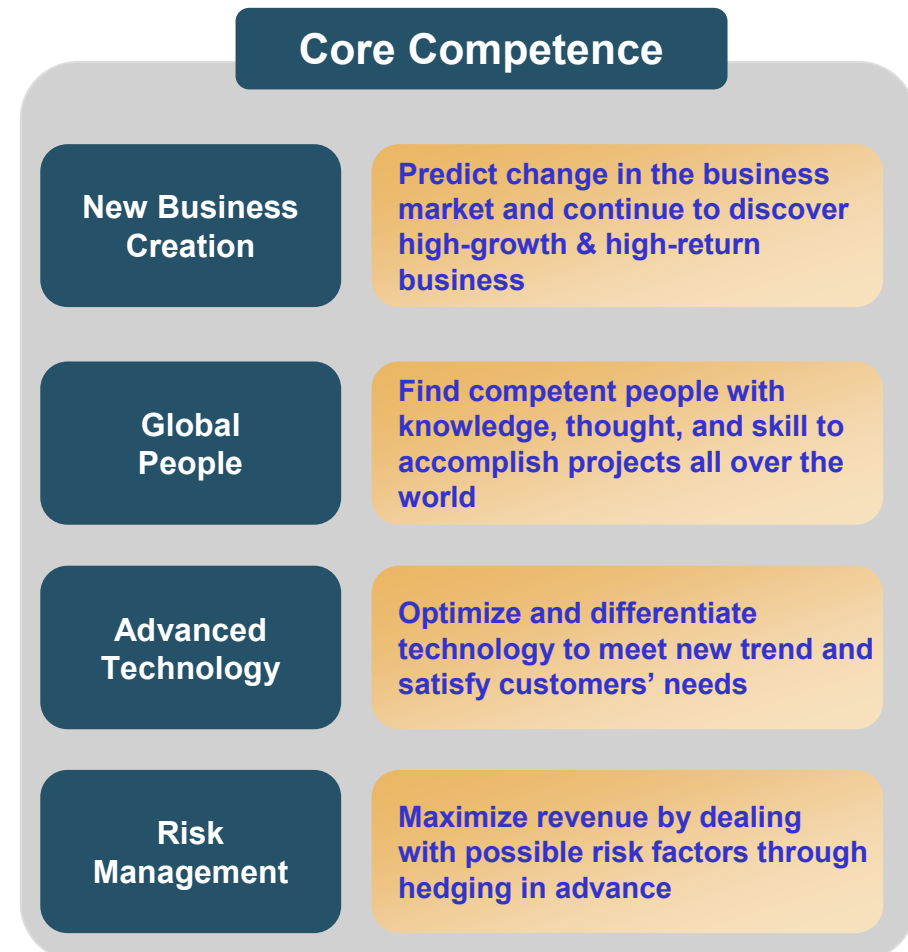 Core Competence
New Business
Creation
Predict change in the business
market and continue to discover
high-growth & high-return
business
Global
People
Find competent people with
knowledge, thought, and skill to
accomplish projects all over the
world
Advanced
Technology
Optimize and differentiate
technology to meet new trend and
satisfy customers’ needs
Risk
Management
Maximize revenue by dealing
with possible risk factors through
hedging in advance